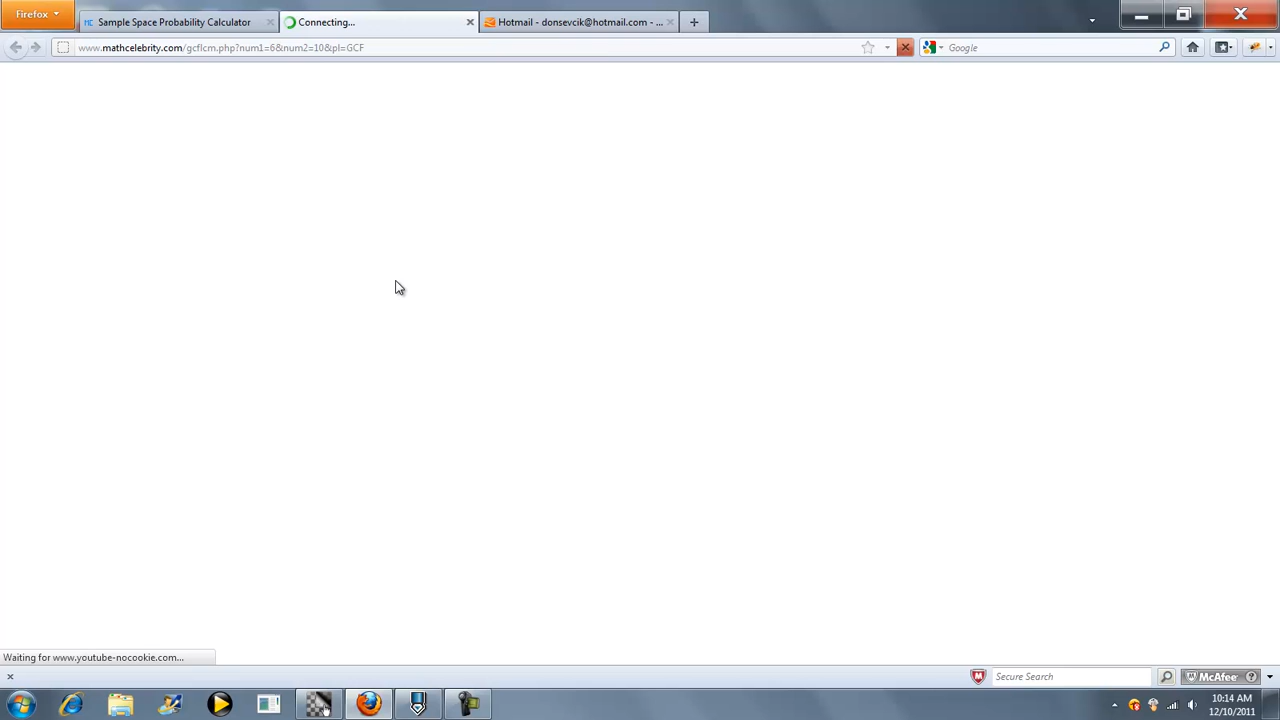 Firefox
MC Sample Space Probability Calculator
Connecting...
Hotmail - donsevcik@hotmail.com - ...
www.mathcelebrity.com/gcflcm.php?num1=6&num2=10&pl=GCF
Google
Waiting for www.youtube-nocookie.com...
Secure Search
McAfee
10:14 AM
12/10/2011